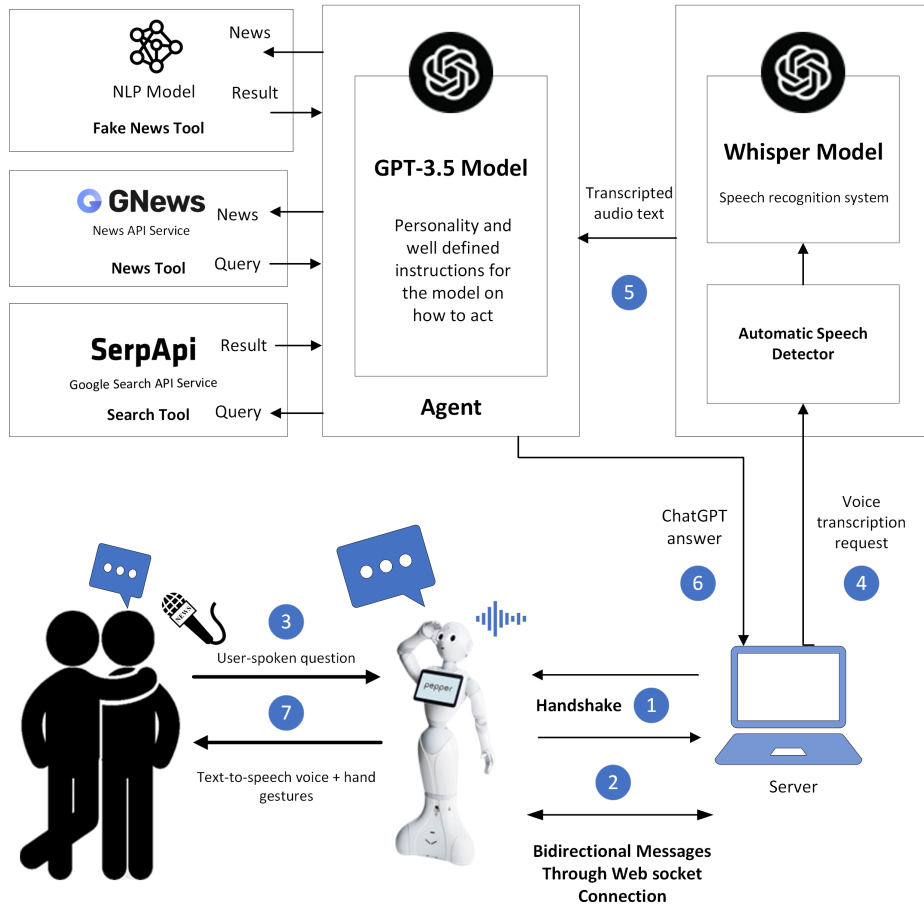 News
NLP Model
Result
Fake News Tool
GNews
News API Service
News
News Tool
Query
SerpApi
Result
Google Search API Service
Search Tool
Query
GPT-3.5 Model
Personality and
well defined
instructions for
the model on
how to act
Agent
Transcripted
audio text
5
Whisper Model
Speech recognition system
Automatic Speech
Detector
ChatGPT
answer
6
Voice
transcription
request
4
NEWS
3
User-spoken question
7
Text-to-speech voice + hand
gestures
pepper
Handshake
1
2
Bidirectional Messages
Through Web socket
Connection
Server